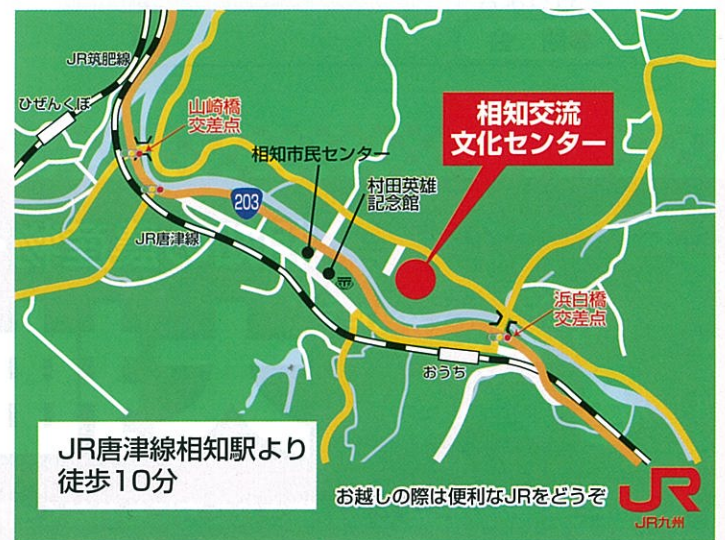 JR筑肥線
ひぜんくぼ
山崎橋
交差点
相知交流
文化センター
相知市民センター
村田英雄
記念館
203
JR唐津線
浜白橋
交差点
おうち
JR唐津線相知駅より
徒歩10分
お越しの際は便利なJRをどうぞ
JR
JR九州